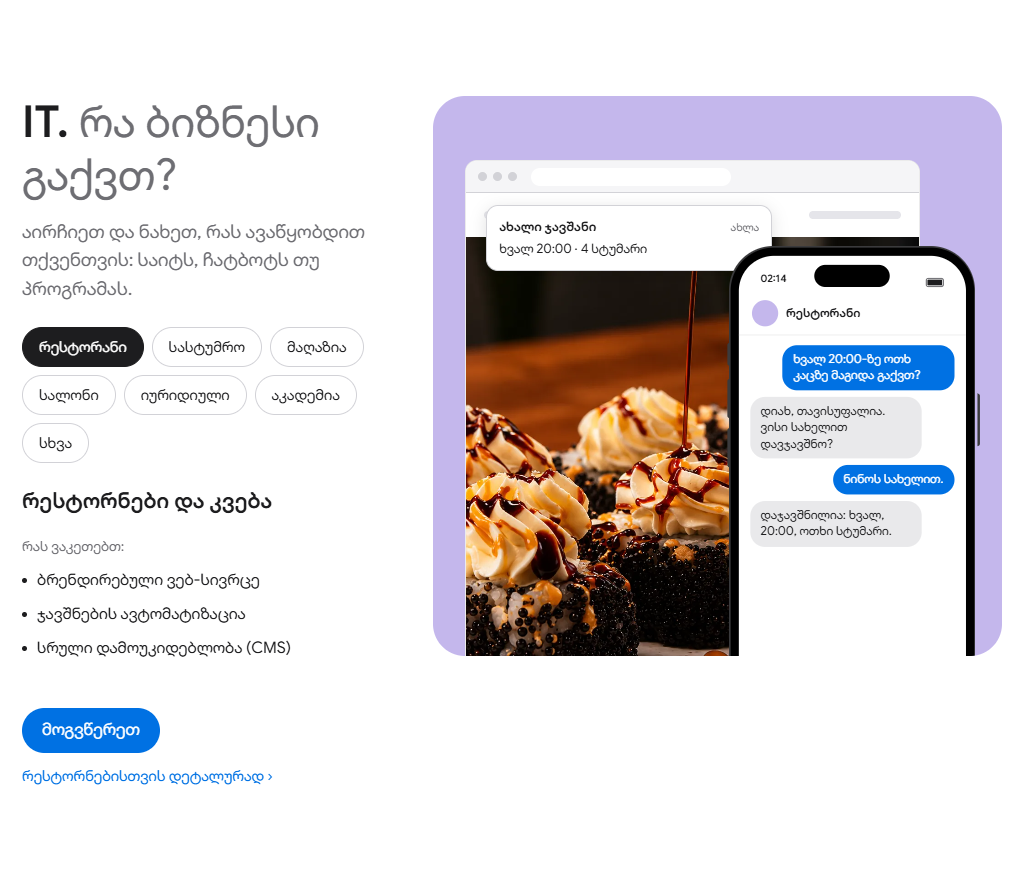 IT. რა ბიზნესი
გაქვთ?
აირჩიეთ და ნახეთ, რას ავაწყობდით
თქვენთვის: საიტს, ჩატბოტს თუ
პროგრამას.
რესტორანი
სასტუმრო
მაღაზია
სალონი
იურიდიული
აკადემია
სხვა
რესტორნები და კვება
რას ვაკეთებთ:
ბრენდირებული ვებ-სივრცე
ჯავშნების ავტომატიზაცია
სრული დამოუკიდებლობა (CMS)
მოგვწერეთ
რესტორნებისთვის დეტალურად ›
ახალი ჯავშანი
ახლა
ხვალ 20:00 · 4 სტუმარი
02:14
რესტორანი
ხვალ 20:00-ზე ოთხ
კაცზე მაგიდა გაქვთ?
დიახ, თავისუფალია.
ვისი სახელით
დავჯავშნო?
ნინოს სახელით.
დაჯავშნილია: ხვალ,
20:00, ოთხი სტუმარი.